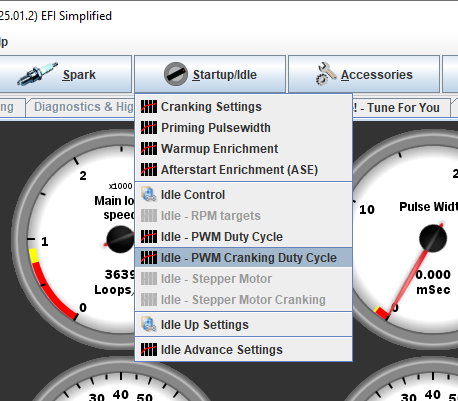 25.01.2) EFI Simplified
lp
Spark
Startup/Idle
Accessories
ng
Diagnostics & Hig
! - Tune For You
Cranking Settings
Priming Pulsewidth
Warmup Enrichment
Afterstart Enrichment (ASE)
Idle Control
Idle - RPM targets
Idle - PWM Duty Cycle
Idle - PWM Cranking Duty Cycle
Idle - Stepper Motor
Idle - Stepper Motor Cranking
Idle Up Settings
Idle Advance Settings
2
x1000
Main lo
speed
1
3639
Loops/
0
10
Pulse Widt
0.000
mSec
0
30 40 50
30 40 50